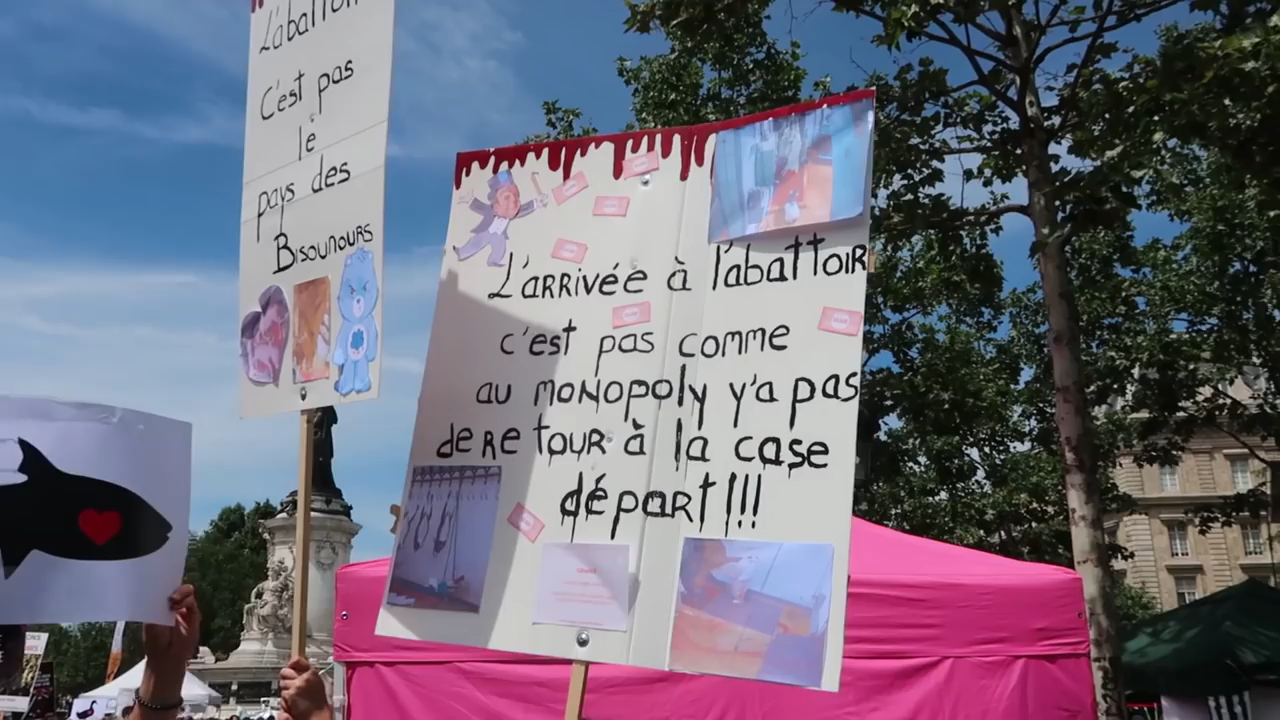 L'abattoir
C'est pas
le
pays des
Bisounours
L'arrivée à l'abattoir
c'est pas comme
au monopoly y'a pas
de retour à la case
départ!!!